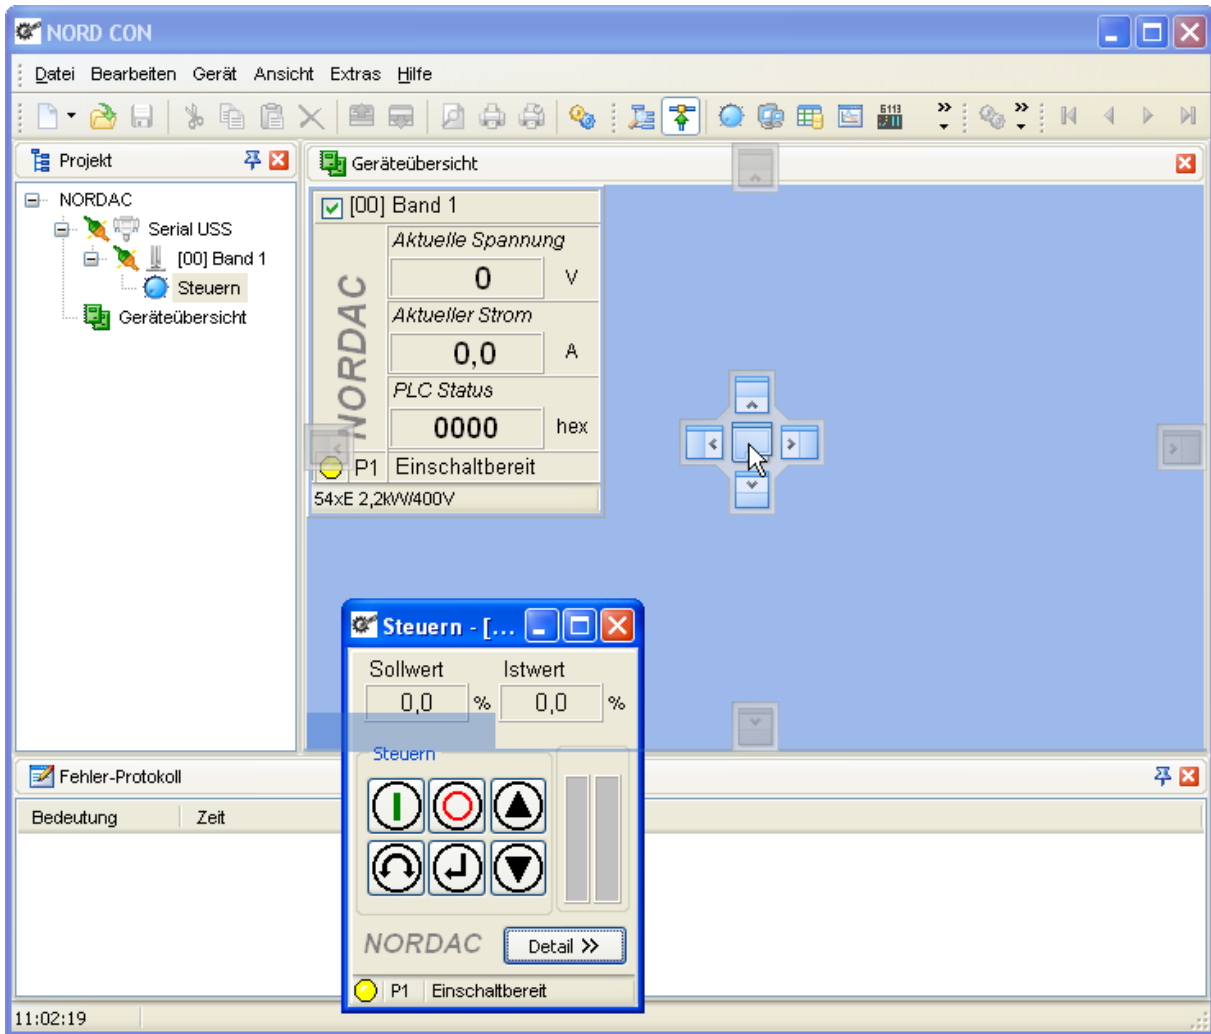 NORD CON
Datei Bearbeiten Gerät Ansicht Extras Hilfe
Projekt
NORDAC
Serial USS
[00] Band 1
Steuern
Geräteübersicht
Geräteübersicht
[00] Band 1
NORDAC
Aktuelle Spannung
0 V
Aktueller Strom
0,0 A
PLC Status
0000 hex
P1 Einschaltbereit
54xE 2,2kW/400V
Steuern - [...
Sollwert Istwert
0,0 % 0,0 %
Steuern
NORDAC Detail >>
P1 Einschaltbereit
Fehler-Protokoll
Bedeutung Zeit
11:02:19